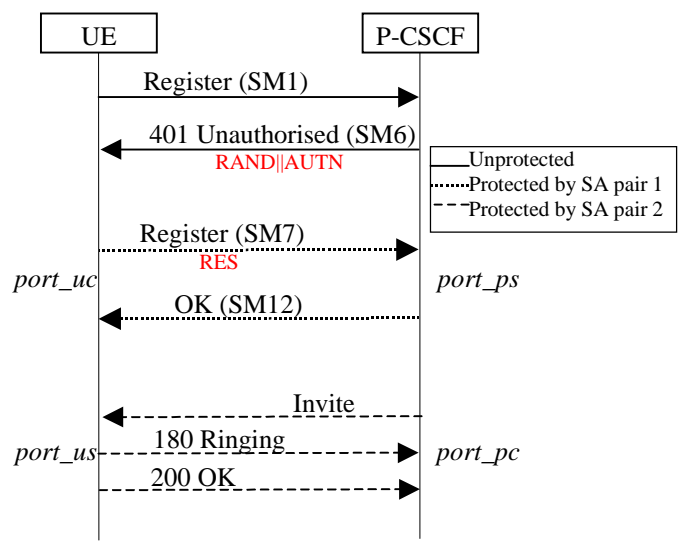 UE
P-CSCF
Register (SM1)
401 Unauthorised (SM6)
RAND||AUTN
Unprotected
Protected by SA pair 1
Protected by SA pair 2
Register (SM7)
RES
port_uc
port_ps
OK (SM12)
Invite
port_us
180 Ringing
port_pc
200 OK